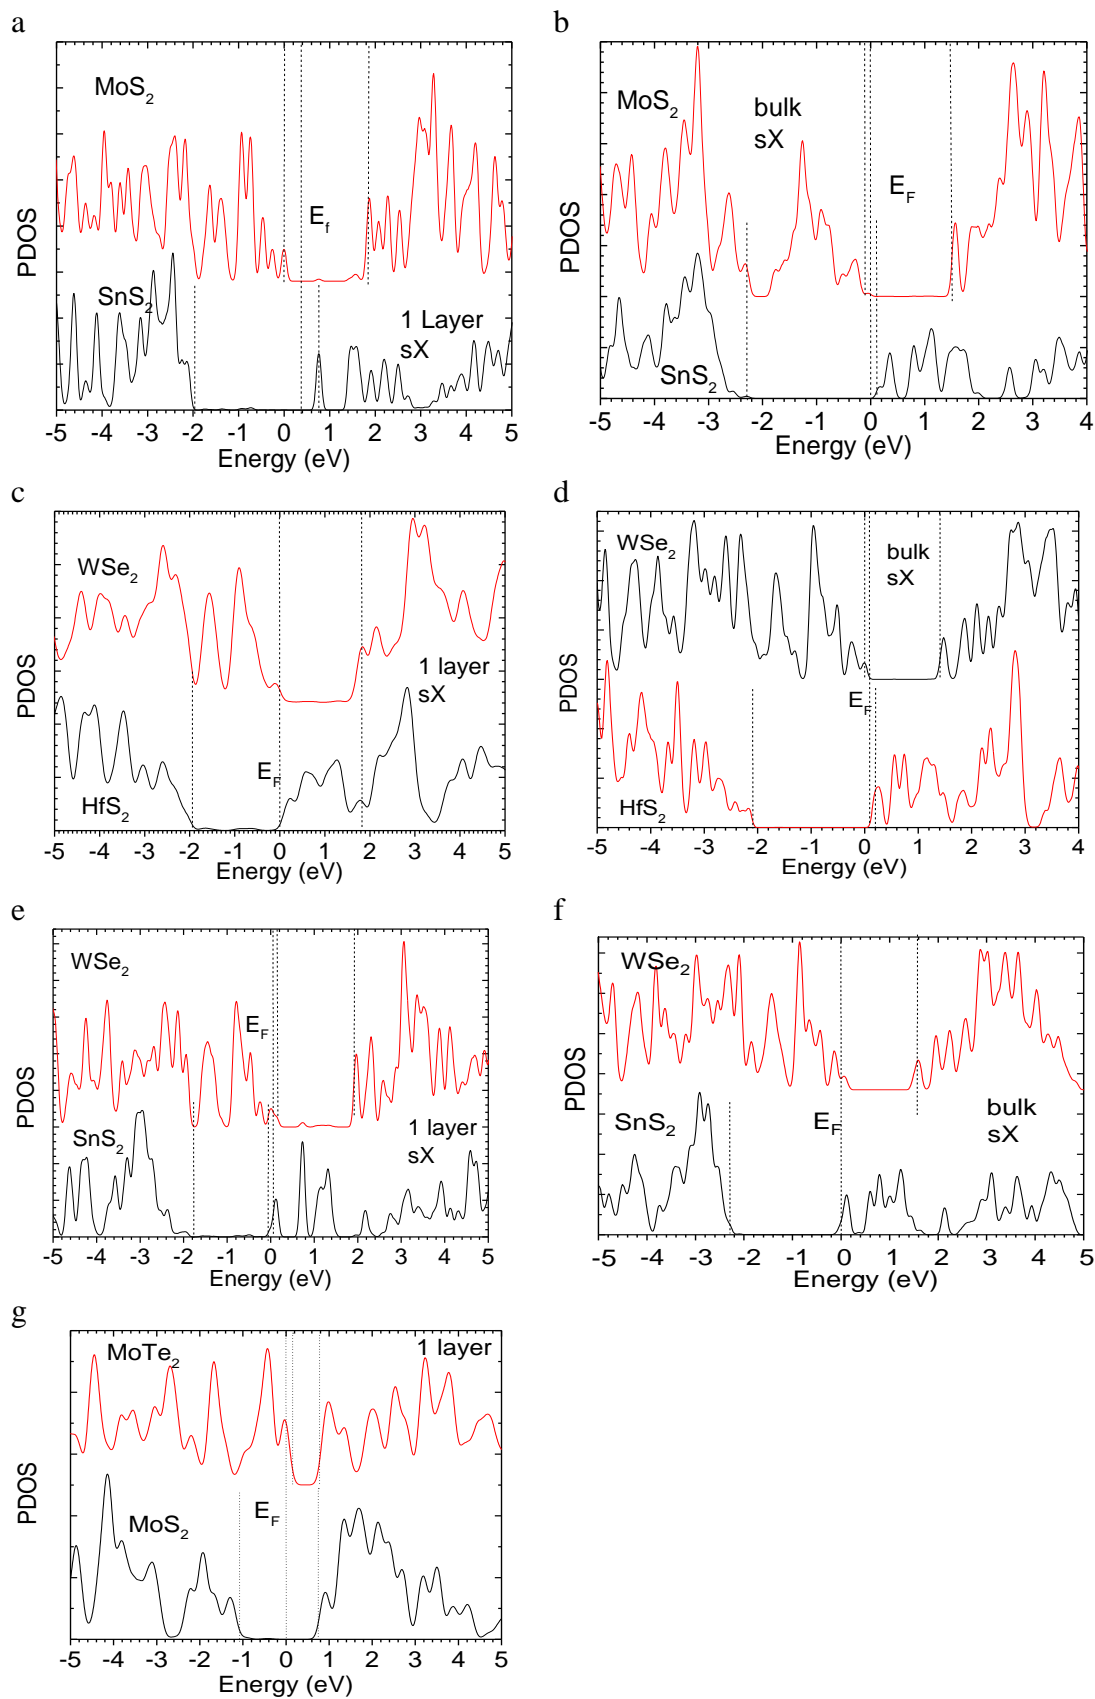 a
MoS2
Ef
SnS2
1 Layer
sX
PDOS
-5 -4 -3 -2 -1 0 1 2 3 4 5
Energy (eV)
b
MoS2
bulk
sX
EF
SnS2
PDOS
-5 -4 -3 -2 -1 0 1 2 3 4
Energy (eV)
c
WSe2
1 layer
sX
EF
HfS2
PDOS
-5 -4 -3 -2 -1 0 1 2 3 4 5
Energy (eV)
d
WSe2
bulk
sX
EF
HfS2
PDOS
-5 -4 -3 -2 -1 0 1 2 3 4
Energy (eV)
e
WSe2
EF
SnS2
1 layer
sX
PDOS
-5 -4 -3 -2 -1 0 1 2 3 4 5
Energy (eV)
f
WSe2
SnS2
EF
bulk
sX
PDOS
-5 -4 -3 -2 -1 0 1 2 3 4 5
Energy (eV)
g
MoTe2
1 layer
EF
MoS2
PDOS
-5 -4 -3 -2 -1 0 1 2 3 4 5
Energy (eV)